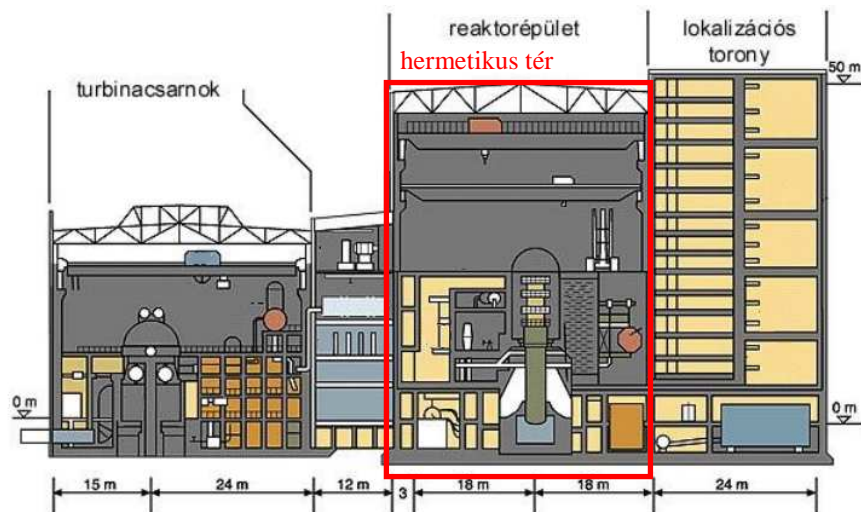 reaktorépület
lokalizációs
torony
hermetikus tér
turbinacsarnok
50 m
0 m
0 m
15 m
24 m
12 m
3
18 m
18 m
24 m